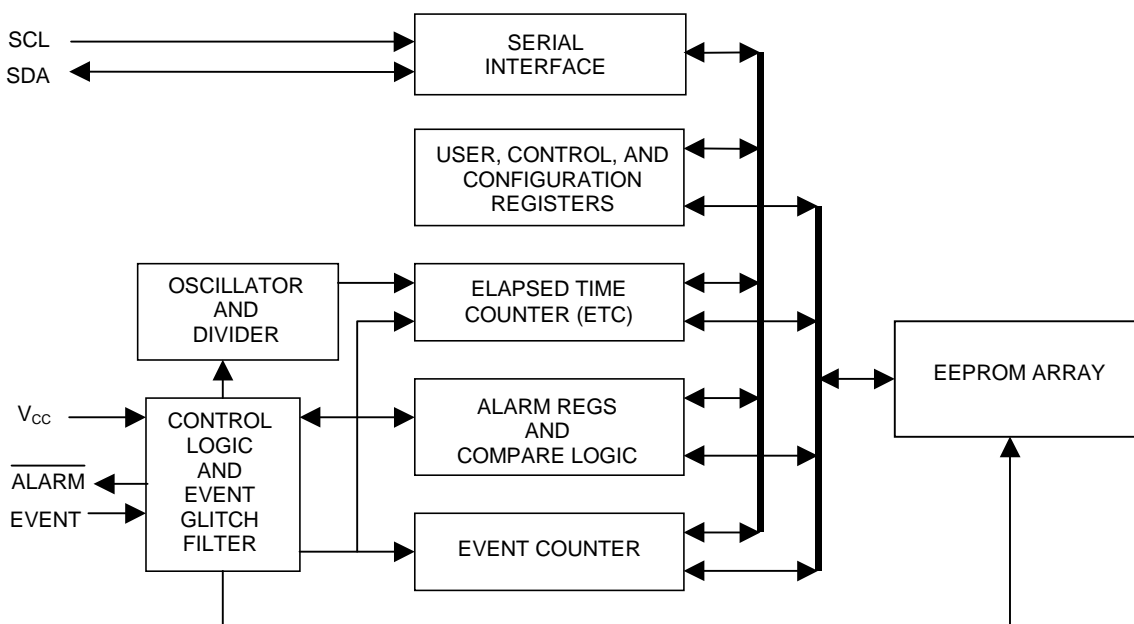 SCL
SDA
SERIAL
INTERFACE
USER, CONTROL, AND
CONFIGURATION
REGISTERS
OSCILLATOR
AND
DIVIDER
ELAPSED TIME
COUNTER (ETC)
EEPROM ARRAY
VCC
ALARM
EVENT
CONTROL
LOGIC
AND
EVENT
GLITCH
FILTER
ALARM REGS
AND
COMPARE LOGIC
EVENT COUNTER